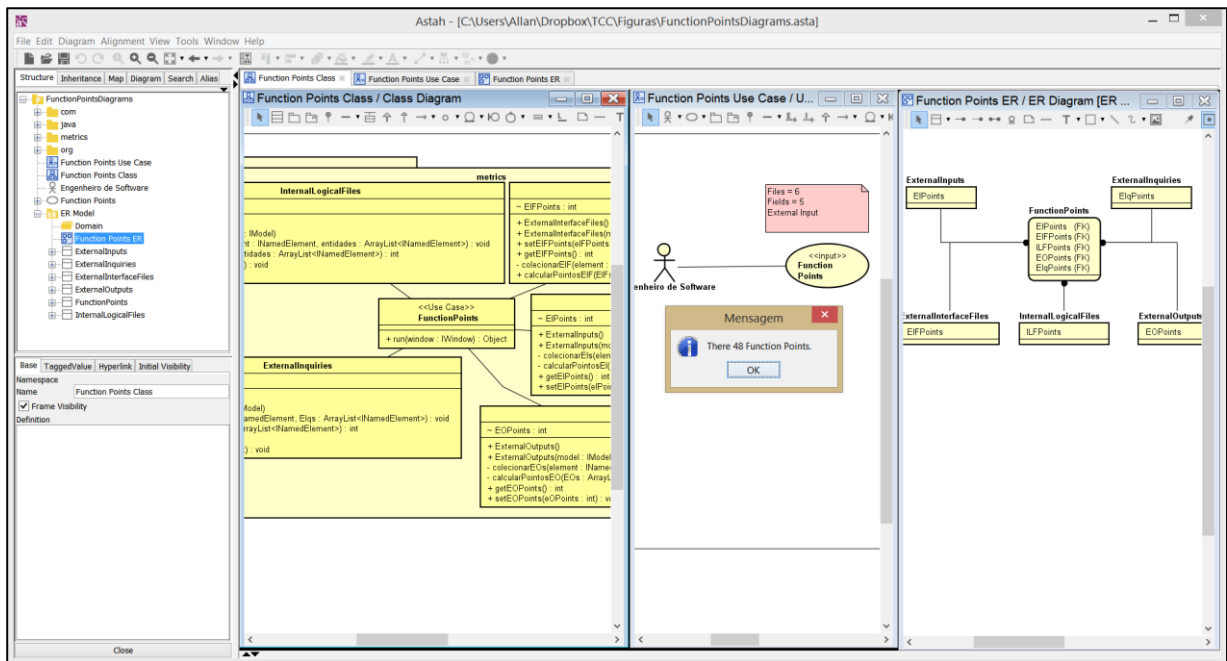 Astah - [C:\Users\Allan\Dropbox\TCC\Figuras\FunctionPointsDiagrams.asta]
File Edit Diagram Alignment View Tools Window Help
Structure Inheritance Map Diagram Search Alias
FunctionPointsDiagrams
com
java
metrics
org
Function Points Use Case
Function Points Class
Engenheiro de Software
Function Points
ER Model
Domain
Function Points ER
ExternalInputs
ExternalInquiries
ExternalInterfaceFiles
ExternalOutputs
FunctionPoints
InternalLogicalFiles
Base TaggedValue Hyperlink Initial Visibility
Namespace
Name Function Points Class
Frame Visibility
Definition
Close
Function Points Class
Function Points Use Case
Function Points ER
Function Points Class / Class Diagram
metrics
InternalLogicalFiles
: IModel)
nt : INamedElement, entidades : ArrayList<INamedElement>) : void
tidades : ArrayList<INamedElement>) : int
) : void
~ EIFPoints : int
+ ExternalInterfaceFiles()
+ ExternalInterfaceFiles(m
+ setEIFPoints(eIFPoints
+ getEIFPoints() : int
- colecionarEIF(element :
+ calcularPointosEIF(EIFs
<<Use Case>>
FunctionPoints
+ run(window : IWindow) : Object
~ EIPoints : int
+ ExternalInputs()
+ ExternalInputs(mo
- colecionarEIs(elem
- calcularPointosEI(
+ getEIPoints() : int
+ setEIPoints(eIPoi
ExternalInquiries
Model)
namedElement, EIqs : ArrayList<INamedElement>) : void
rrayList<INamedElement>) : int
;) : void
~ EOPoints : int
+ ExternalOutputs()
+ ExternalOutputs(model : IModel
- colecionarEOs(element : IName
- calcularPointosEO(EOs : ArrayL
+ getEOPoints() : int
+ setEOPoints(eOPoints : int) : v
Function Points Use Case / U...
Files = 6
Fields = 5
External Input
<<input>>
Function
Points
enheiro de Software
Mensagem
There 48 Function Points.
OK
Function Points ER / ER Diagram [ER ...
ExternalInputs
EIPoints
ExternalInquiries
EIqPoints
FunctionPoints
EIPoints (FK)
EIFPoints (FK)
ILFPoints (FK)
EOPoints (FK)
EIqPoints (FK)
ExternalInterfaceFiles
EIFPoints
InternalLogicalFiles
ILFPoints
ExternalOutputs
EOPoints